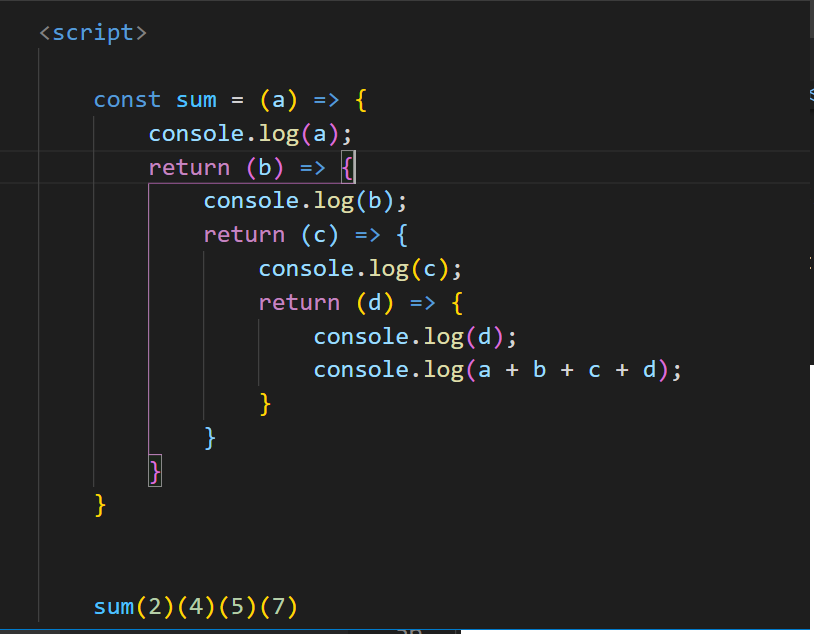 <script>
const sum = (a) => {
console.log(a);
return (b) => {
console.log(b);
return (c) => {
console.log(c);
return (d) => {
console.log(d);
console.log(a + b + c + d);
}
}
}
}
sum(2)(4)(5)(7)